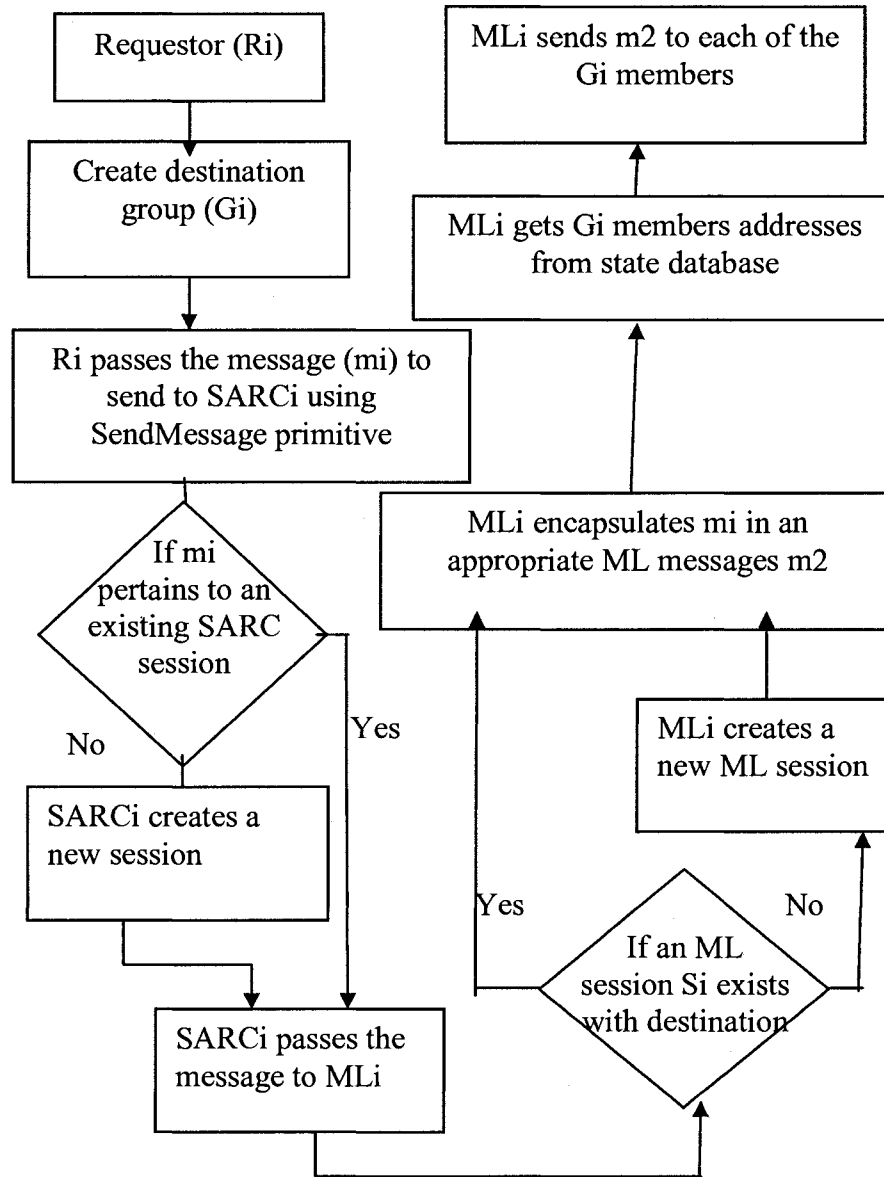 Requestor (Ri)
Create destination
group (Gi)
Ri passes the message (mi) to
send to SARCi using
SendMessage primitive
If mi
pertains to an
existing SARC
session
No
Yes
SARCi creates a
new session
SARCi passes the
message to MLi
If an ML
session Si exists
with destination
Yes
No
MLi creates a
new ML session
MLi encapsulates mi in an
appropriate ML messages m2
MLi gets Gi members addresses
from state database
MLi sends m2 to each of the
Gi members